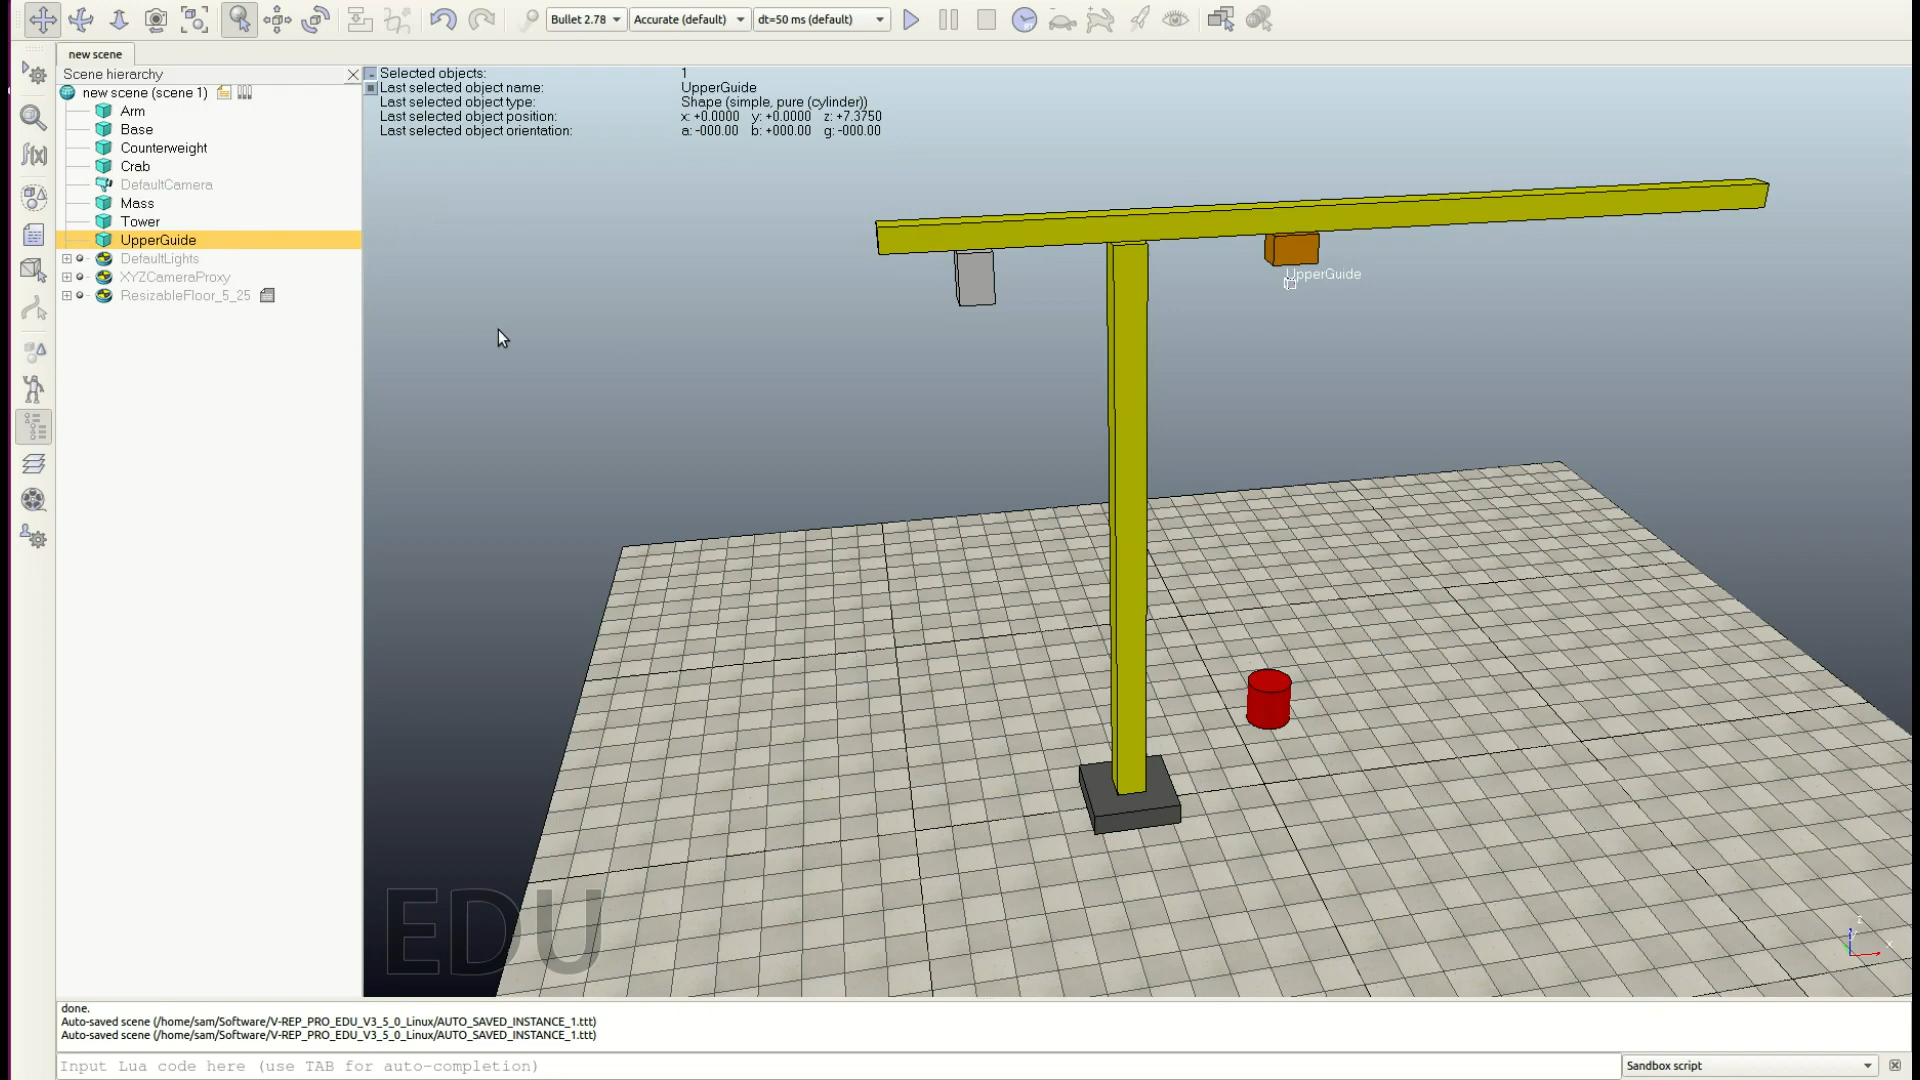 Bullet 2.78 Accurate (default) dt=50 ms (default)
new scene
Scene hierarchy
new scene (scene 1)
Arm
Base
Counterweight
Crab
DefaultCamera
Mass
Tower
UpperGuide
DefaultLights
XYZCameraProxy
ResizableFloor_5_25
f(x)
Selected objects: 1
Last selected object name: UpperGuide
Last selected object type: Shape (simple, pure (cylinder))
Last selected object position: x: +0.0000 y: +0.0000 z: +7.3750
Last selected object orientation: a: -000.00 b: +000.00 g: -000.00
UpperGuide
EDU
z
x
done.
Auto-saved scene (/home/sam/Software/V-REP_PRO_EDU_V3_5_0_Linux/AUTO_SAVED_INSTANCE_1.ttt)
Auto-saved scene (/home/sam/Software/V-REP_PRO_EDU_V3_5_0_Linux/AUTO_SAVED_INSTANCE_1.ttt)
Input Lua code here (use TAB for auto-completion)
Sandbox script